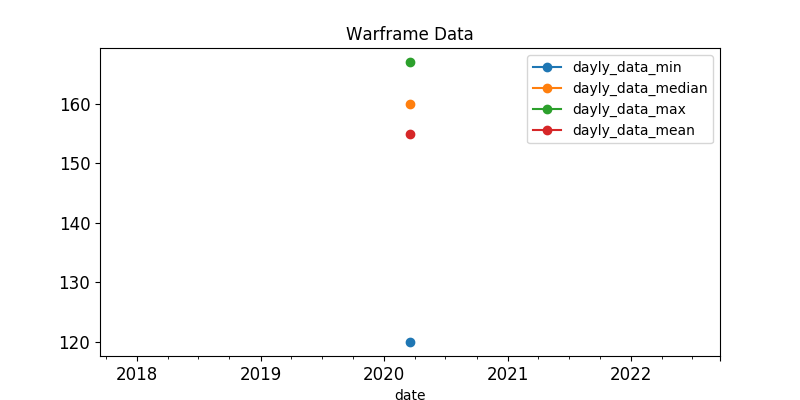 Warframe Data
dayly_data_min
dayly_data_median
dayly_data_max
dayly_data_mean
160
150
140
130
120
2018 2019 2020 2021 2022
date